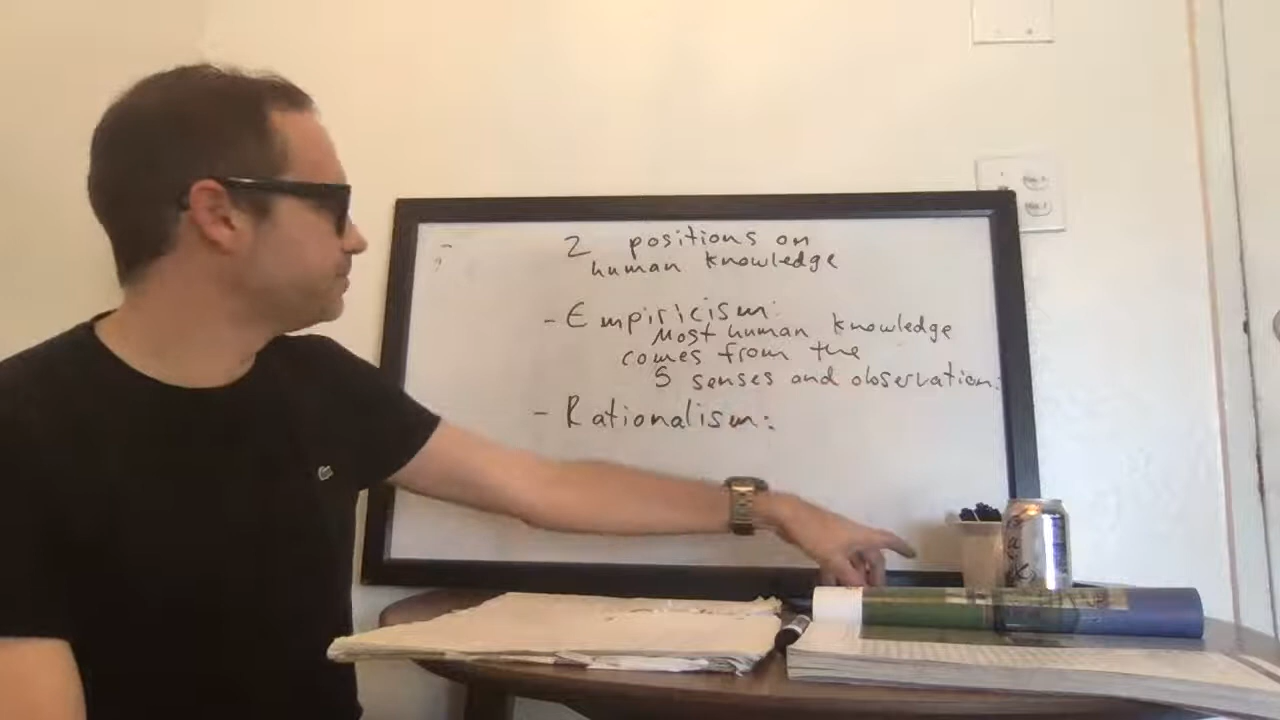 2 positions on
human knowledge
- Empiricism:
Most human knowledge
comes from the
5 senses and observation.
- Rationalism: